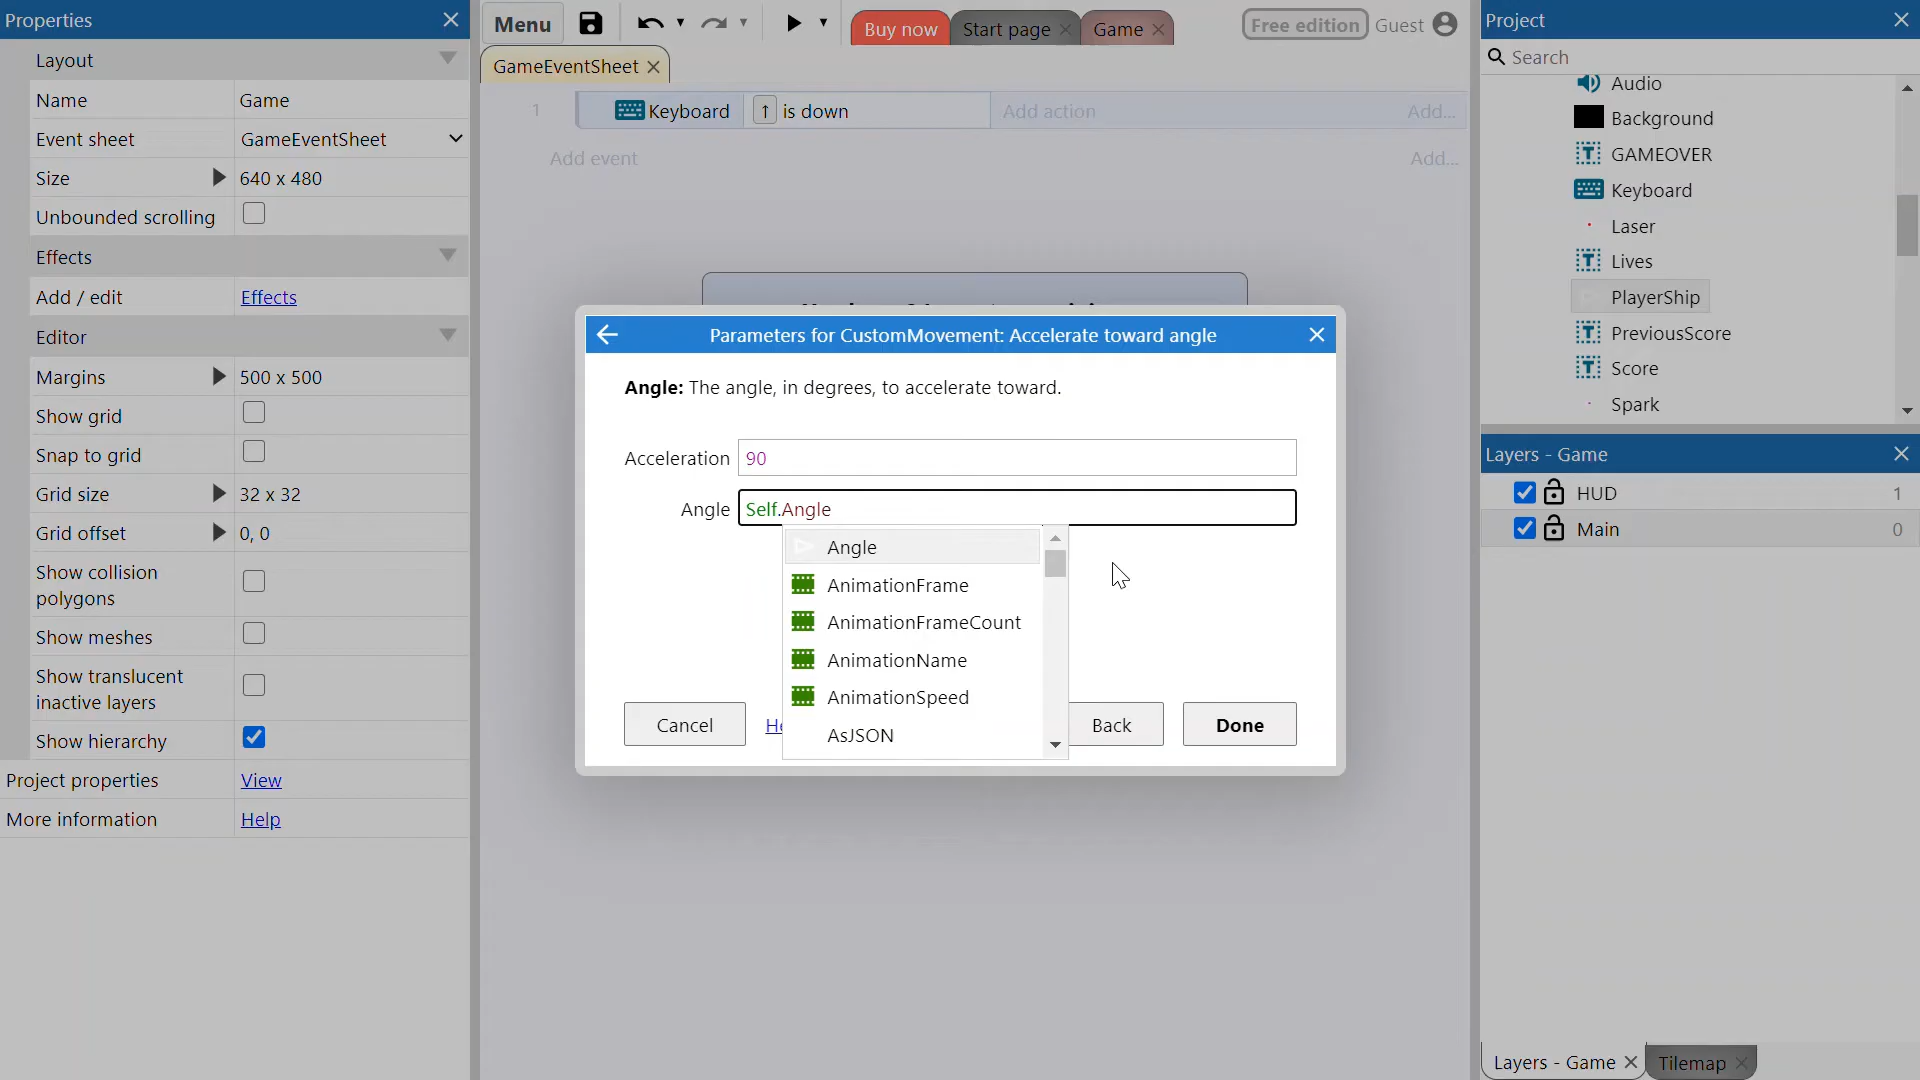 Properties
Layout
Name Game
Event sheet GameEventSheet
Size 640 x 480
Unbounded scrolling
Effects
Add / edit Effects
Editor
Margins 500 x 500
Show grid
Snap to grid
Grid size 32 x 32
Grid offset 0, 0
Show collision
polygons
Show meshes
Show translucent
inactive layers
Show hierarchy
Project properties View
More information Help
Menu
Buy now
Start page
Game
Free edition
Guest
GameEventSheet
1 Keyboard ↑ is down Add action Add...
Add event Add...
Parameters for CustomMovement: Accelerate toward angle
Angle: The angle, in degrees, to accelerate toward.
Acceleration 90
Angle Self.Angle
Angle
AnimationFrame
AnimationFrameCount
AnimationName
AnimationSpeed
AsJSON
Cancel
Back
Done
Project
Search
Audio
Background
GAMEOVER
Keyboard
Laser
Lives
PlayerShip
PreviousScore
Score
Spark
Layers - Game
HUD 1
Main 0
Layers - Game
Tilemap